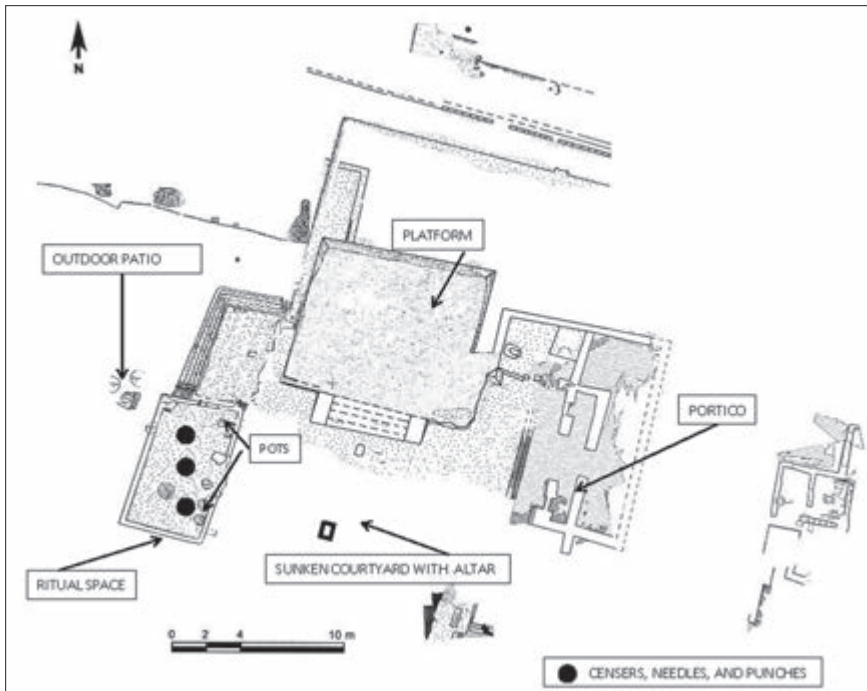 N
PLATFORM
OUTDOOR PATIO
PORTICO
POTS
SUNKEN COURTYARD WITH ALTAR
RITUAL SPACE
0 2 4 10 m
CENSERS, NEEDLES, AND PUNCHES